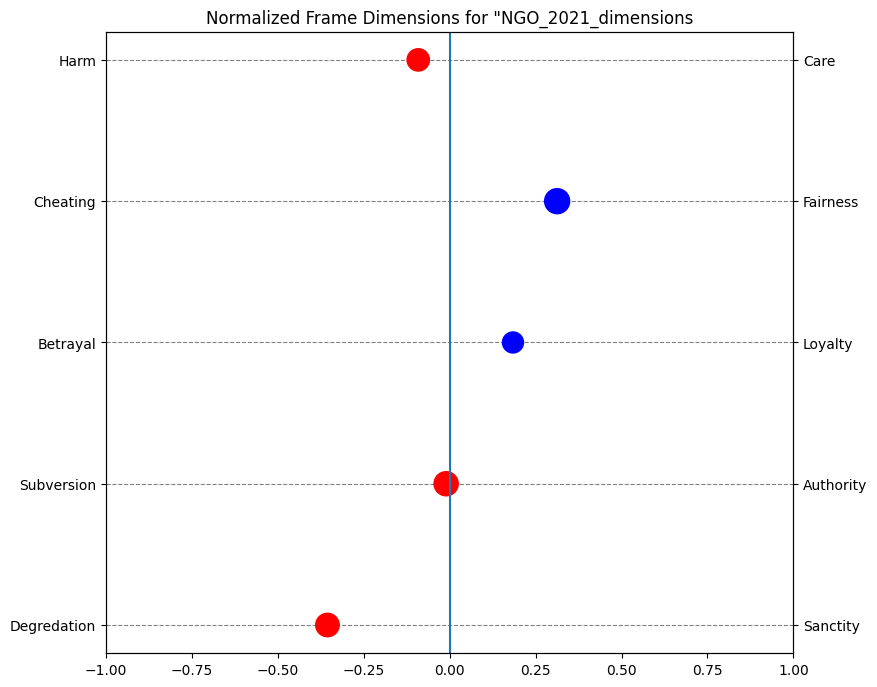 Normalized Frame Dimensions for "NGO_2021_dimensions
Harm
Care
Cheating
Fairness
Betrayal
Loyalty
Subversion
Authority
Degredation
Sanctity
−1.00
−0.75
−0.50
−0.25
0.00
0.25
0.50
0.75
1.00